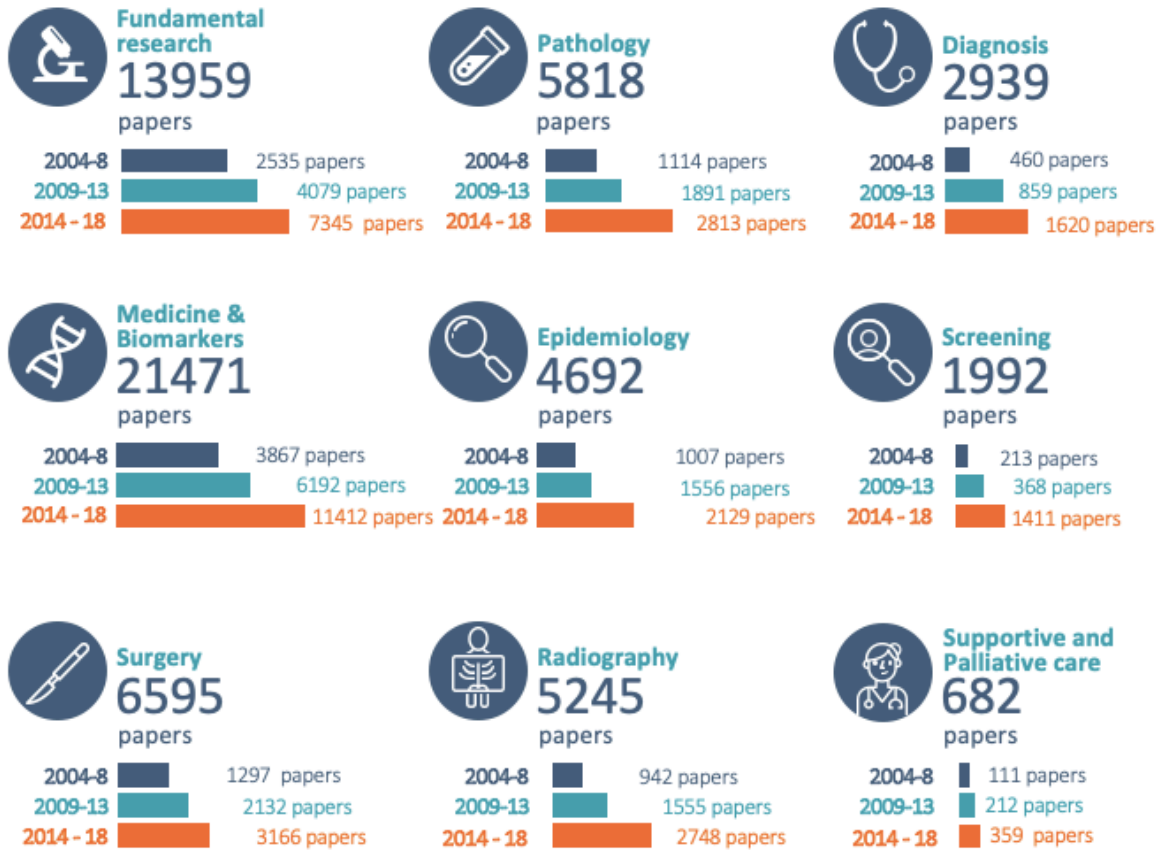 Fundamental
research
13959
papers
2004-8 2535 papers
2009-13 4079 papers
2014 - 18 7345 papers
Pathology
5818
papers
2004-8 1114 papers
2009-13 1891 papers
2014 - 18 2813 papers
Diagnosis
2939
papers
2004-8 460 papers
2009-13 859 papers
2014 - 18 1620 papers
Medicine &
Biomarkers
21471
papers
2004-8 3867 papers
2009-13 6192 papers
2014 - 18 11412 papers
Epidemiology
4692
papers
2004-8 1007 papers
2009-13 1556 papers
2014 - 18 2129 papers
Screening
1992
papers
2004-8 213 papers
2009-13 368 papers
2014 - 18 1411 papers
Surgery
6595
papers
2004-8 1297 papers
2009-13 2132 papers
2014 - 18 3166 papers
Radiography
5245
papers
2004-8 942 papers
2009-13 1555 papers
2014 - 18 2748 papers
Supportive and
Palliative care
682
papers
2004-8 111 papers
2009-13 212 papers
2014 - 18 359 papers